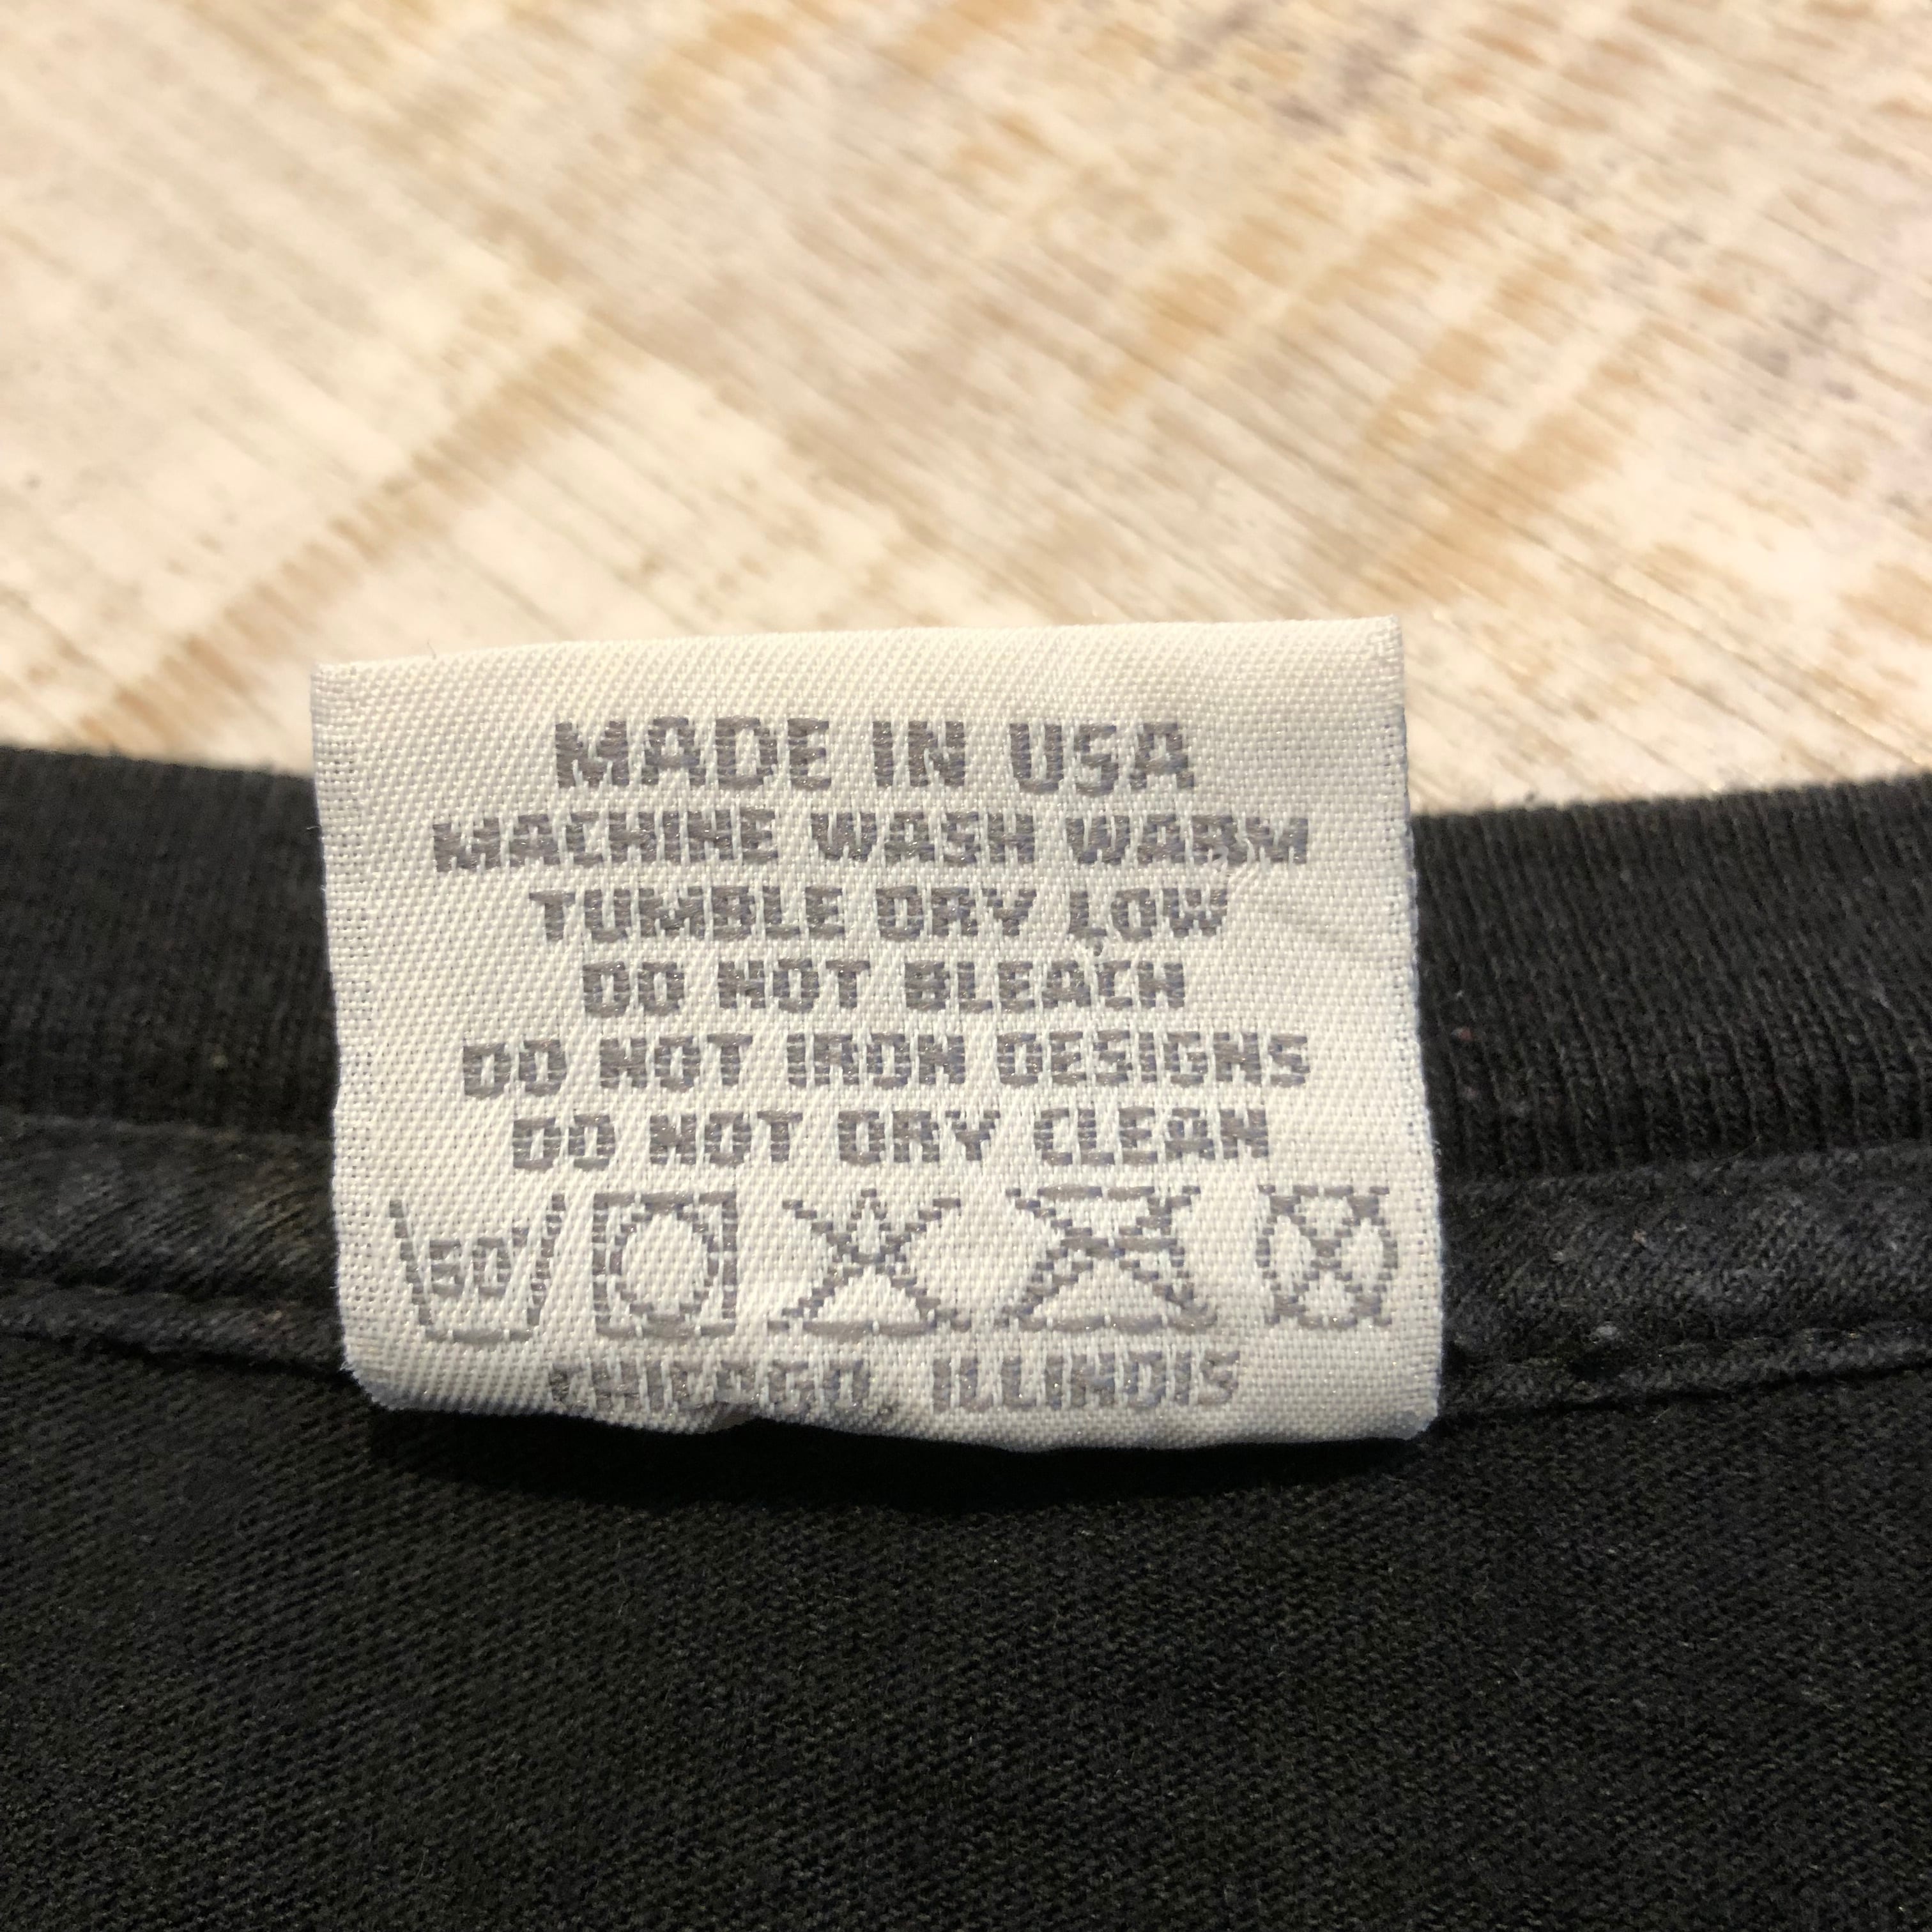 MADE IN USA
MACHINE WASH WARM
TUMBLE DRY LOW
DO NOT BLEACH
DO NOT IRON DESIGNS
DO NOT DRY CLEAN
50°
CHICAGO, ILLINOIS